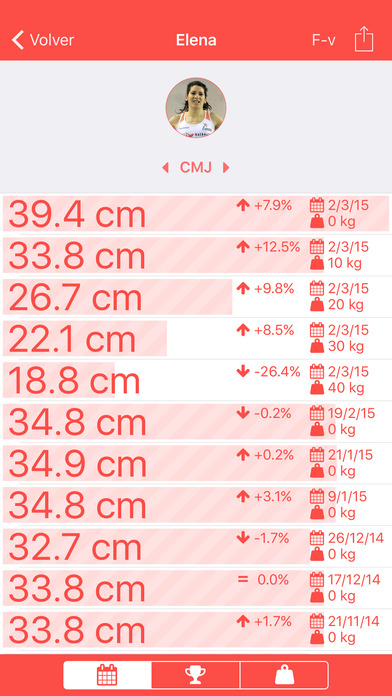 Volver Elena F-v
CMJ
39.4 cm +7.9% 2/3/15
0 kg
33.8 cm +12.5% 2/3/15
10 kg
26.7 cm +9.8% 2/3/15
20 kg
22.1 cm +8.5% 2/3/15
30 kg
18.8 cm -26.4% 2/3/15
40 kg
34.8 cm -0.2% 19/2/15
0 kg
34.9 cm +0.2% 21/1/15
0 kg
34.8 cm +3.1% 9/1/15
0 kg
32.7 cm -1.7% 26/12/14
0 kg
33.8 cm = 0.0% 17/12/14
0 kg
33.8 cm +1.7% 21/11/14
0 kg